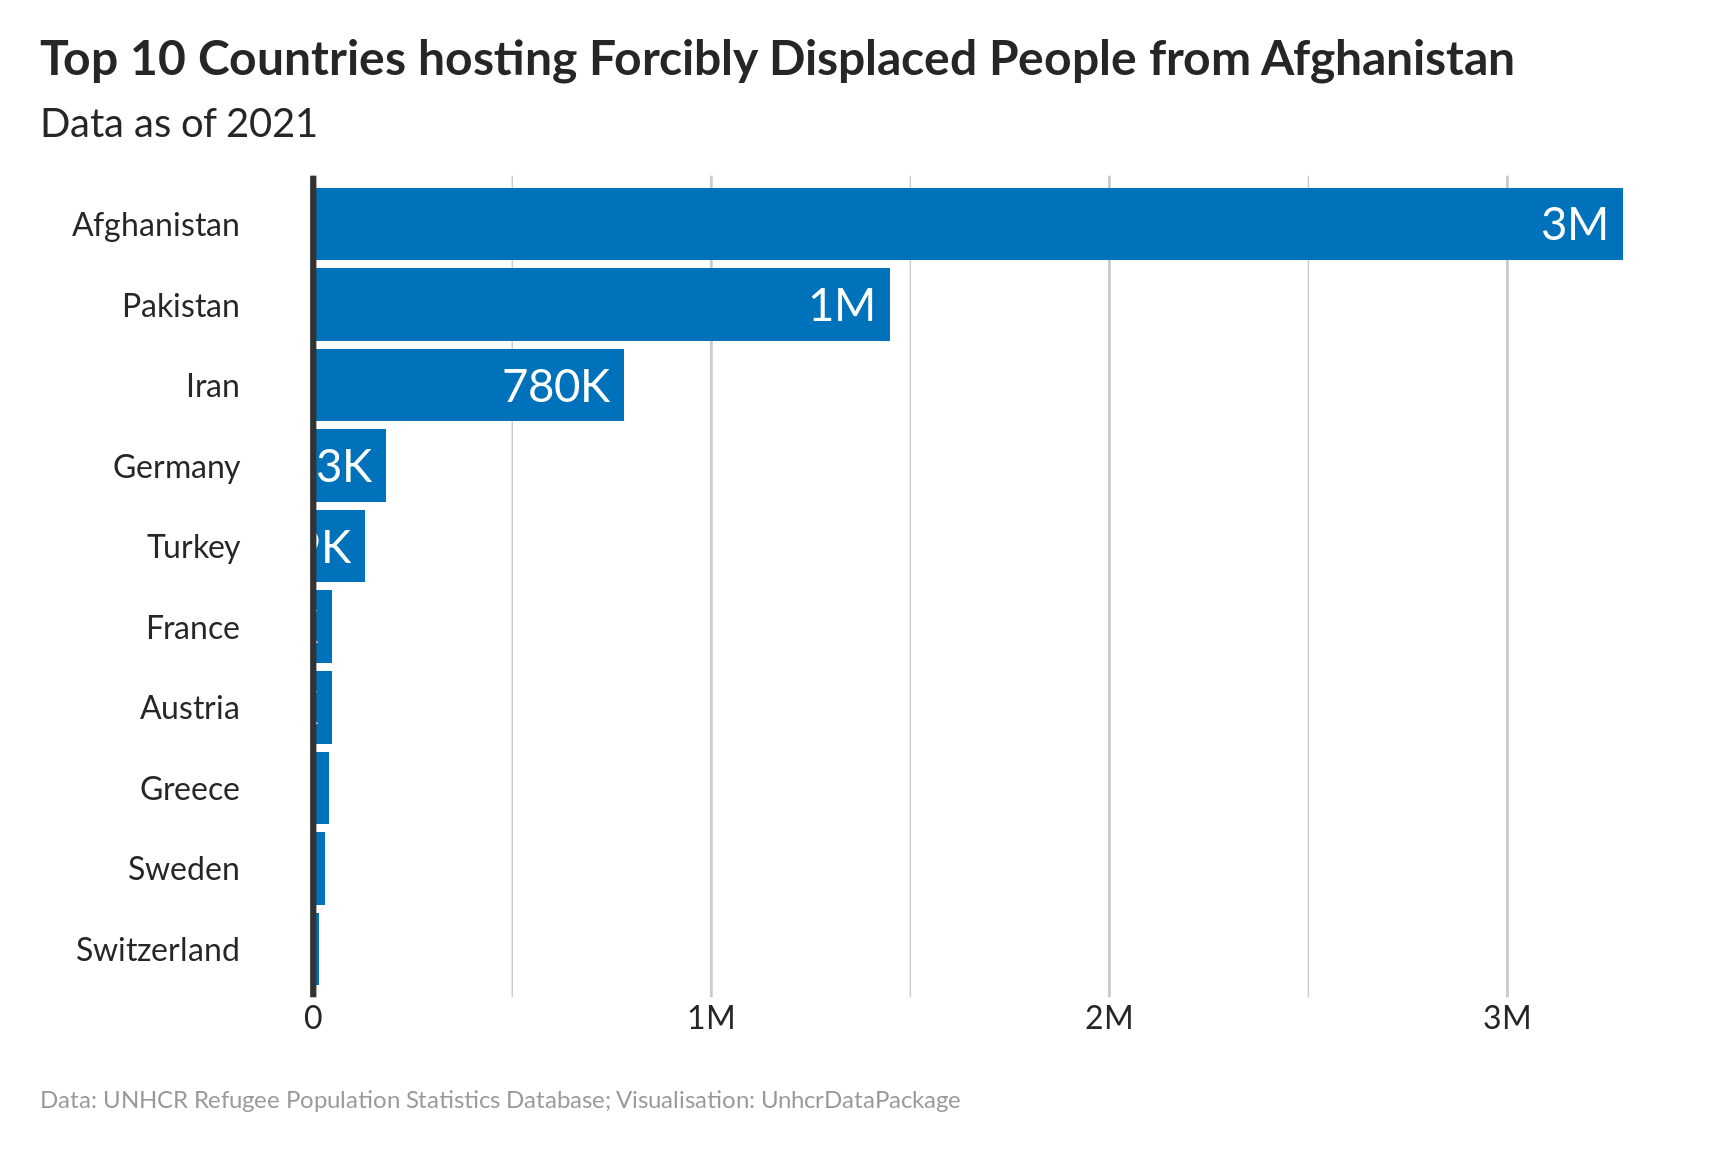 Top 10 Countries hosting Forcibly Displaced People from Afghanistan
Data as of 2021
Afghanistan 3M
Pakistan 1M
Iran 780K
Germany 3K
Turkey K
France
Austria
Greece
Sweden
Switzerland
0 1M 2M 3M
Data: UNHCR Refugee Population Statistics Database; Visualisation: UnhcrDataPackage